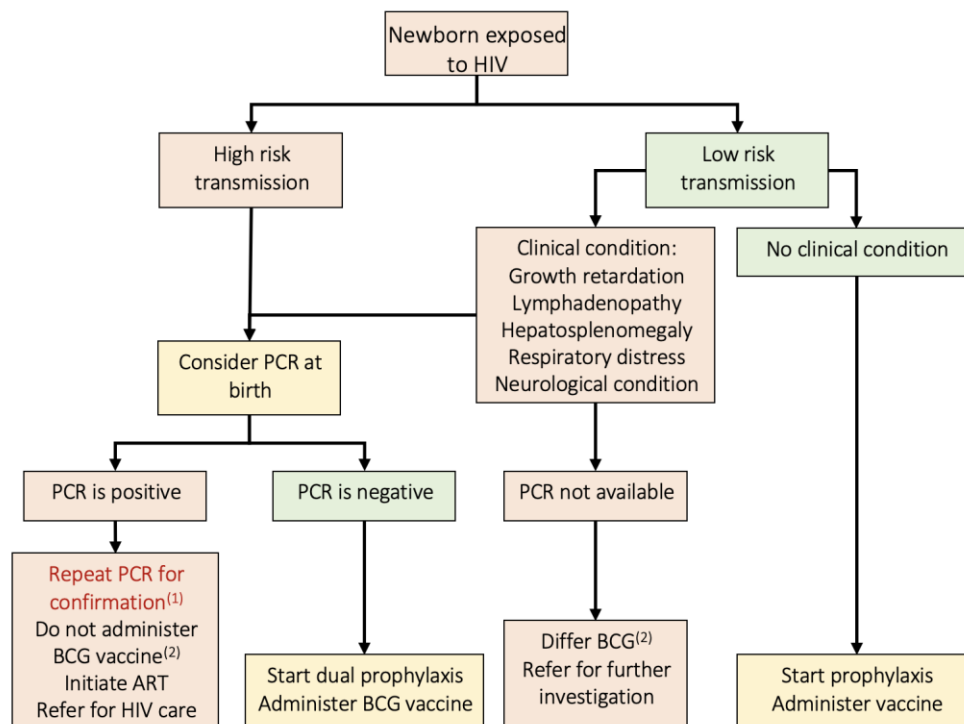 Newborn exposed
to HIV
High risk
transmission
Low risk
transmission
Clinical condition:
Growth retardation
Lymphadenopathy
Hepatosplenomegaly
Respiratory distress
Neurological condition
No clinical condition
Consider PCR at
birth
PCR is positive
PCR is negative
PCR not available
Repeat PCR for
confirmation⁽¹⁾
Do not administer
BCG vaccine⁽²⁾
Initiate ART
Refer for HIV care
Start dual prophylaxis
Administer BCG vaccine
Differ BCG⁽²⁾
Refer for further
investigation
Start prophylaxis
Administer vaccine